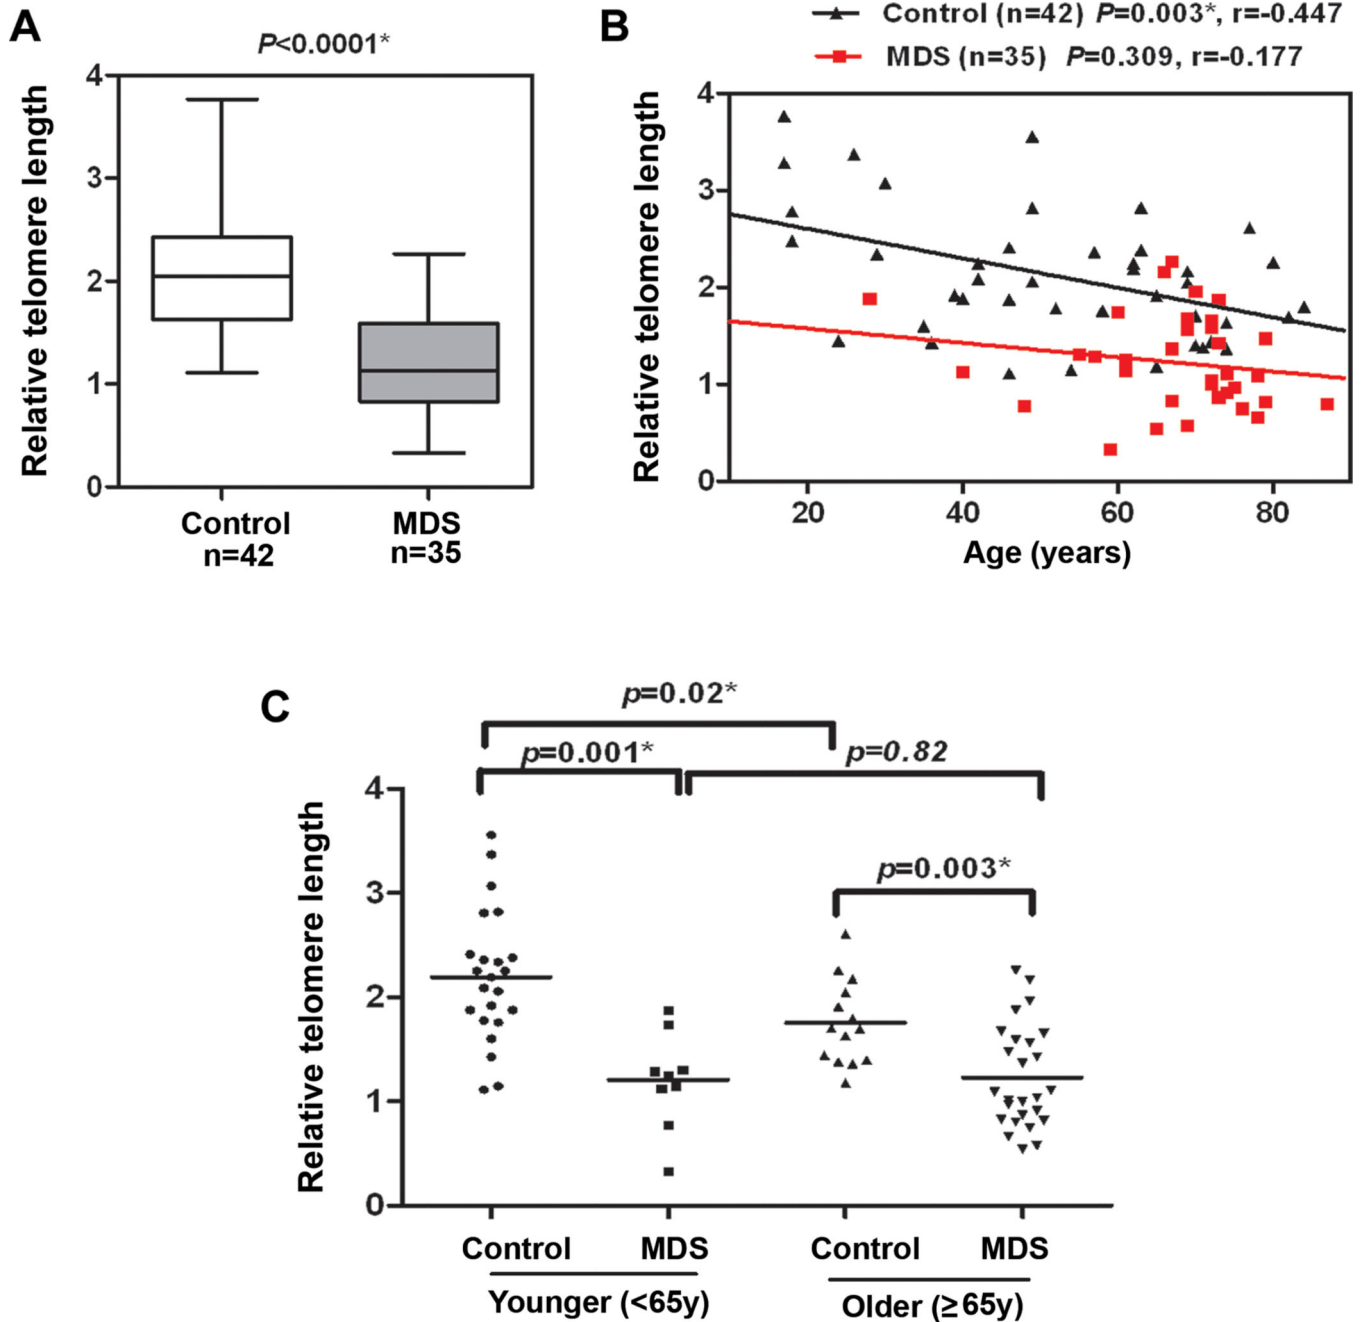 A
P<0.0001*
Relative telomere length
4
3
2
1
0
Control
n=42
MDS
n=35
B
Control (n=42) P=0.003*, r=-0.447
MDS (n=35) P=0.309, r=-0.177
Relative telomere length
4
3
2
1
0
20 40 60 80
Age (years)
C
p=0.02*
p=0.001*
p=0.82
p=0.003*
Relative telomere length
4
3
2
1
0
Control MDS Control MDS
Younger (<65y) Older (≥65y)